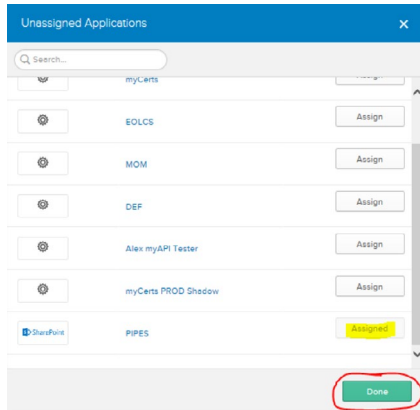 Unassigned Applications
Search...
myCerts
EOLCS Assign
MOM Assign
DEF Assign
Alex myAPI Tester Assign
myCerts PROD Shadow Assign
SharePoint PIPES Assigned
Done